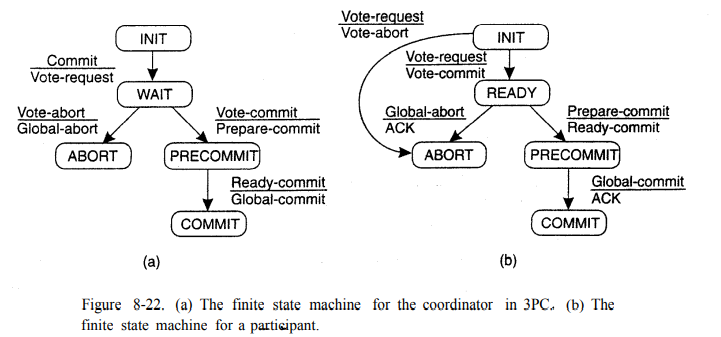 INIT
Commit
Vote-request
WAIT
Vote-abort
Global-abort
Vote-commit
Prepare-commit
ABORT
PRECOMMIT
Ready-commit
Global-commit
COMMIT
(a)
Vote-request
Vote-abort
INIT
Vote-request
Vote-commit
READY
Global-abort
ACK
Prepare-commit
Ready-commit
ABORT
PRECOMMIT
Global-commit
ACK
COMMIT
(b)
Figure 8-22. (a) The finite state machine for the coordinator in 3PC. (b) The
finite state machine for a participant.